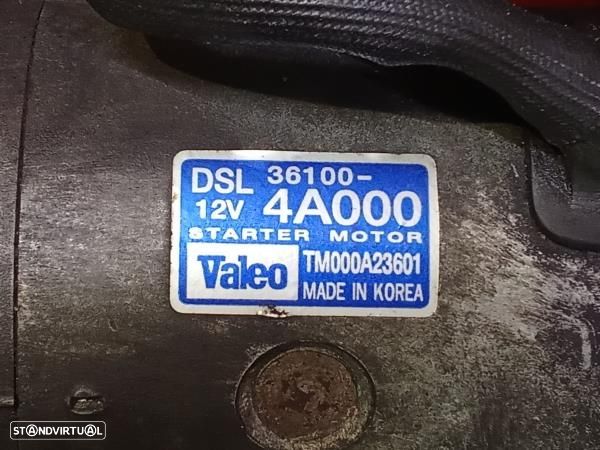 DSL 36100-
12V 4A000
STARTER MOTOR
Valeo TM000A23601
MADE IN KOREA
STANDVIRTUAL